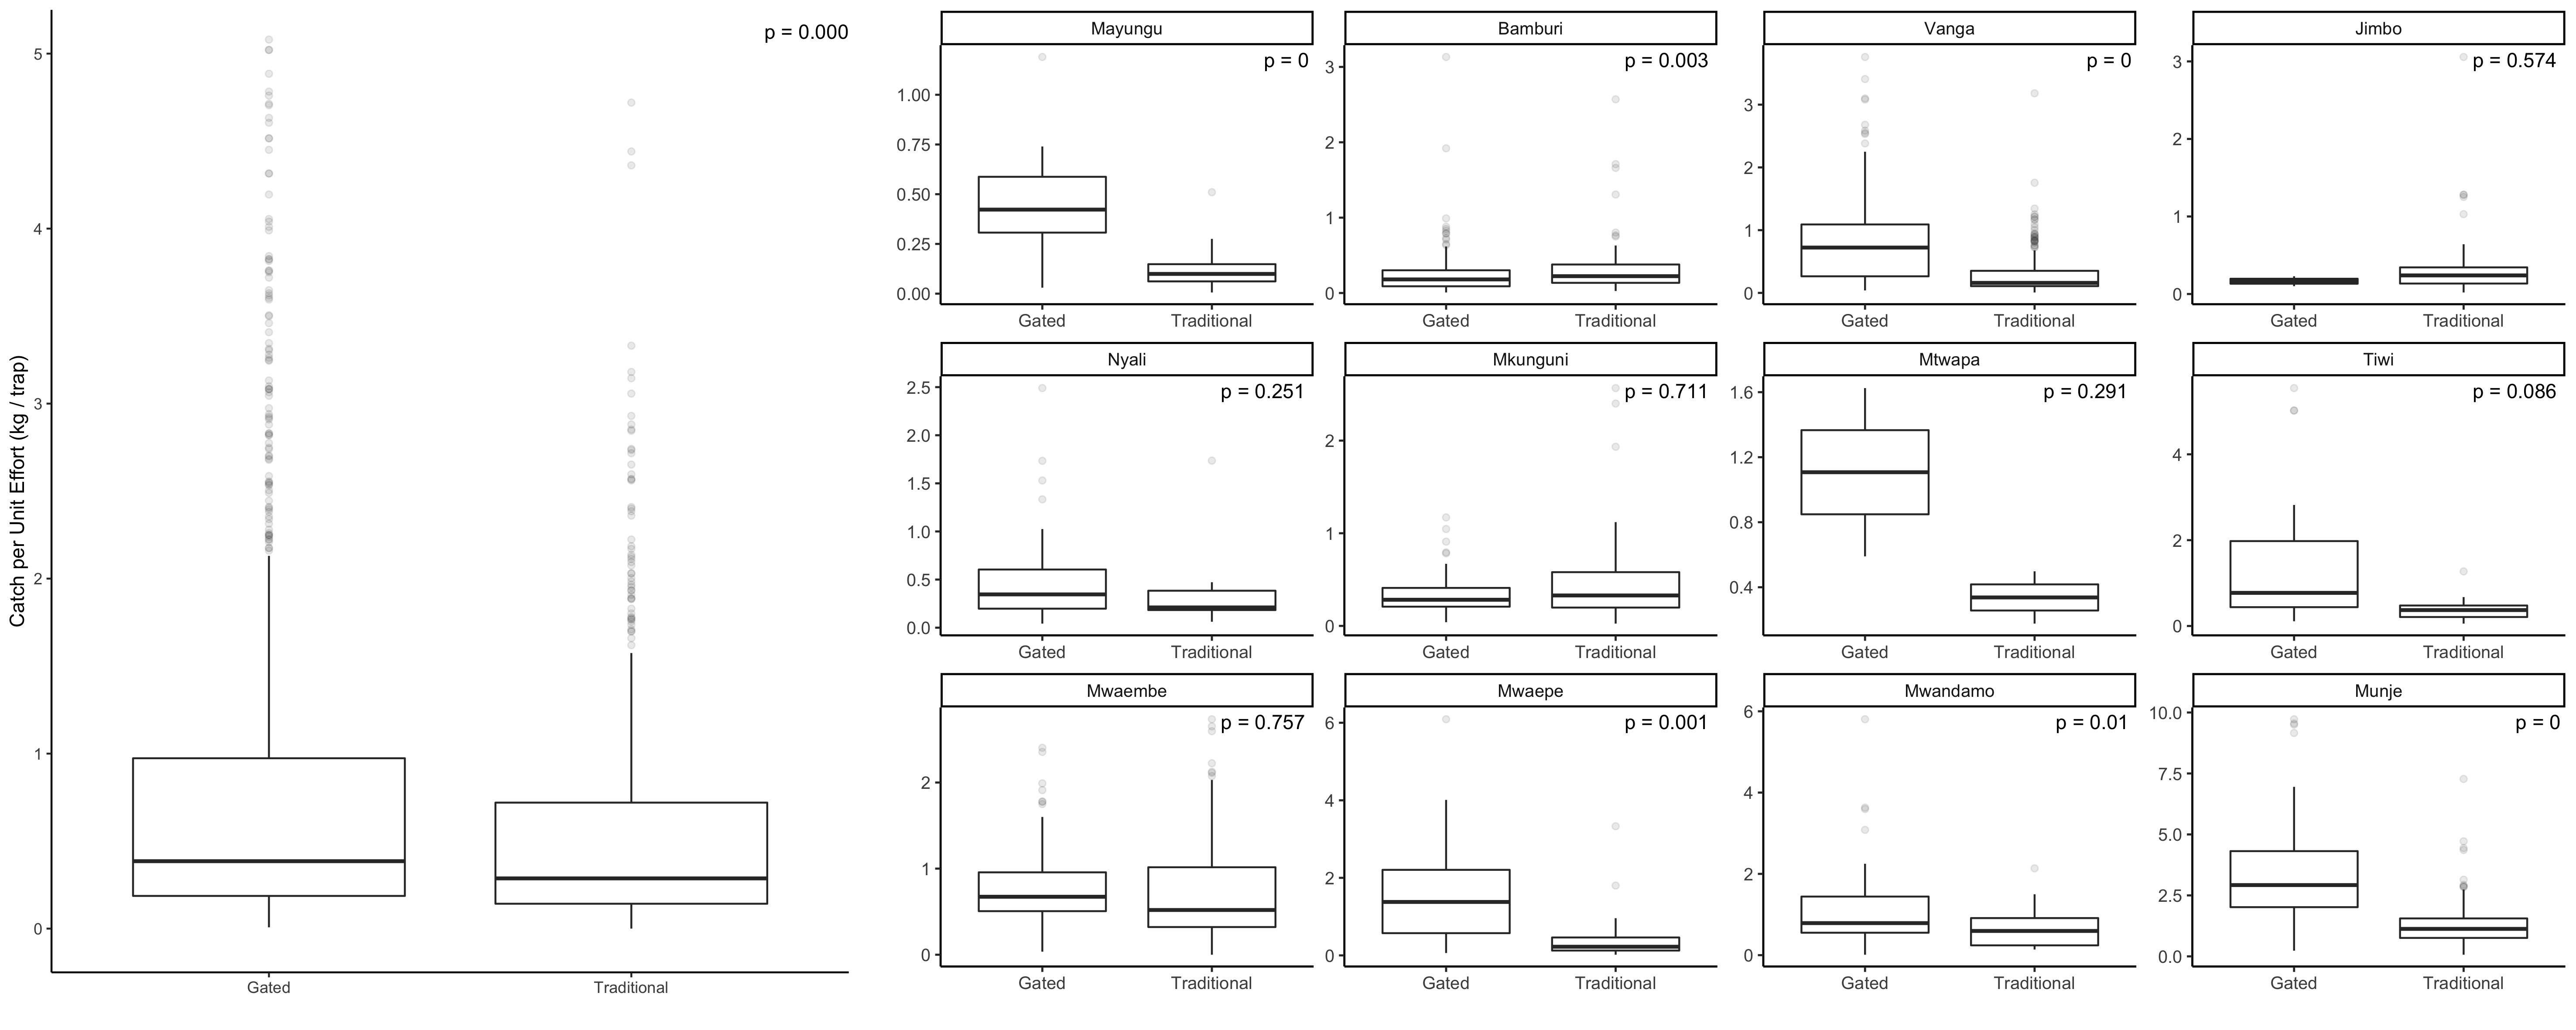 Catch per Unit Effort (kg / trap)
p = 0.000
5
4
3
2
1
0
Gated Traditional
Mayungu
p = 0
1.00
0.75
0.50
0.25
0.00
Gated Traditional
Bamburi
p = 0.003
3
2
1
0
Gated Traditional
Vanga
p = 0
3
2
1
0
Gated Traditional
Jimbo
p = 0.574
3
2
1
0
Gated Traditional
Nyali
p = 0.251
2.5
2.0
1.5
1.0
0.5
0.0
Gated Traditional
Mkunguni
p = 0.711
2
1
0
Gated Traditional
Mtwapa
p = 0.291
1.6
1.2
0.8
0.4
Gated Traditional
Tiwi
p = 0.086
4
2
0
Gated Traditional
Mwaembe
p = 0.757
2
1
0
Gated Traditional
Mwaepe
p = 0.001
6
4
2
0
Gated Traditional
Mwandamo
p = 0.01
6
4
2
0
Gated Traditional
Munje
p = 0
10.0
7.5
5.0
2.5
0.0
Gated Traditional